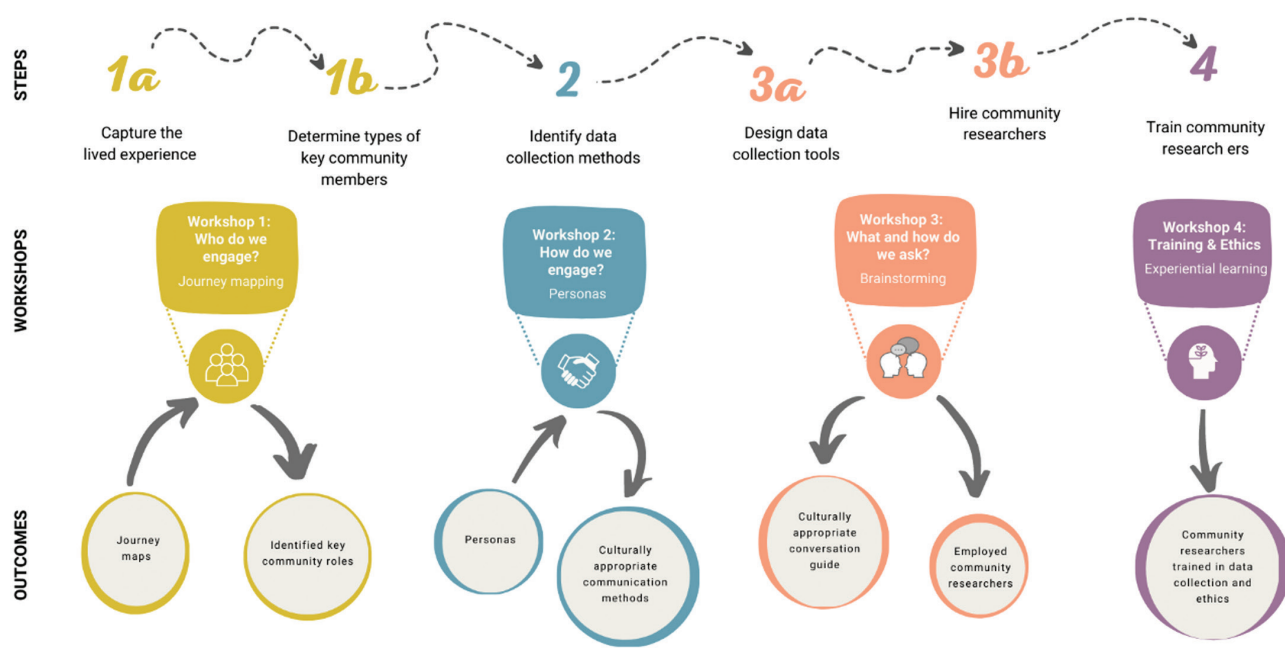 STEPS
1a
1b
2
3a
3b
4
Capture the
lived experience
Determine types of
key community
members
Identify data
collection methods
Design data
collection tools
Hire community
researchers
Train community
research ers
WORKSHOPS
Workshop 1:
Who do we
engage?
Journey mapping
Workshop 2:
How do we
engage?
Personas
Workshop 3:
What and how do
we ask?
Brainstorming
Workshop 4:
Training & Ethics
Experiential learning
OUTCOMES
Journey
maps
Identified key
community roles
Personas
Culturally
appropriate
communication
methods
Culturally
appropriate
conversation
guide
Employed
community
researchers
Community
researchers
trained in data
collection and
ethics